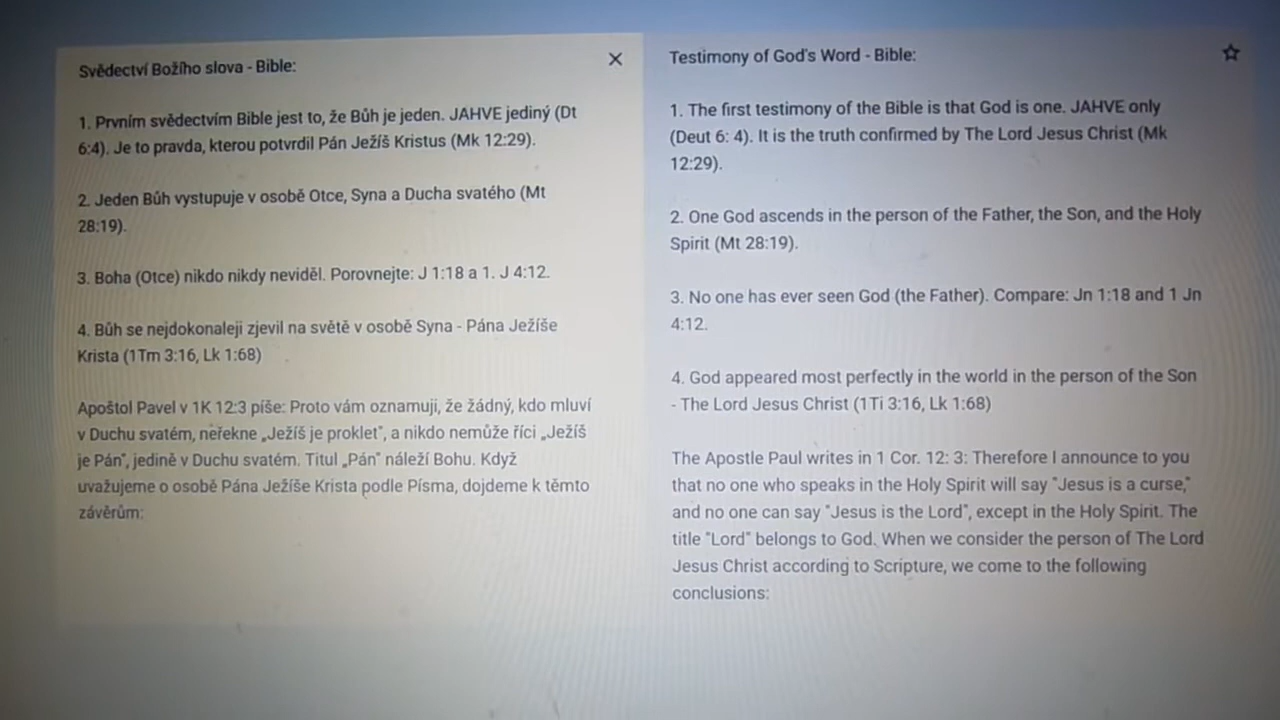 Svědectví Božího slova - Bible:
1. Prvním svědectvím Bible jest to, že Bůh je jeden. JAHVE jediný (Dt
6:4). Je to pravda, kterou potvrdil Pán Ježíš Kristus (Mk 12:29).
2. Jeden Bůh vystupuje v osobě Otce, Syna a Ducha svatého (Mt
28:19).
3. Boha (Otce) nikdo nikdy neviděl. Porovnejte: J 1:18 a 1. J 4:12.
4. Bůh se nejdokonaleji zjevil na světě v osobě Syna - Pána Ježíše
Krista (1Tm 3:16, Lk 1:68)
Apoštol Pavel v 1K 12:3 píše: Proto vám oznamuji, že žádný, kdo mluví
v Duchu svatém, neřekne „Ježíš je proklet", a nikdo nemůže říci „Ježíš
je Pán", jedině v Duchu svatém. Titul „Pán" náleží Bohu. Když
uvažujeme o osobě Pána Ježíše Krista podle Písma, dojdeme k těmto
závěrům:
Testimony of God's Word - Bible:
1. The first testimony of the Bible is that God is one. JAHVE only
(Deut 6: 4). It is the truth confirmed by The Lord Jesus Christ (Mk
12:29).
2. One God ascends in the person of the Father, the Son, and the Holy
Spirit (Mt 28:19).
3. No one has ever seen God (the Father). Compare: Jn 1:18 and 1 Jn
4:12.
4. God appeared most perfectly in the world in the person of the Son
- The Lord Jesus Christ (1Ti 3:16, Lk 1:68)
The Apostle Paul writes in 1 Cor. 12: 3: Therefore I announce to you
that no one who speaks in the Holy Spirit will say "Jesus is a curse,"
and no one can say "Jesus is the Lord", except in the Holy Spirit. The
title "Lord" belongs to God. When we consider the person of The Lord
Jesus Christ according to Scripture, we come to the following
conclusions: